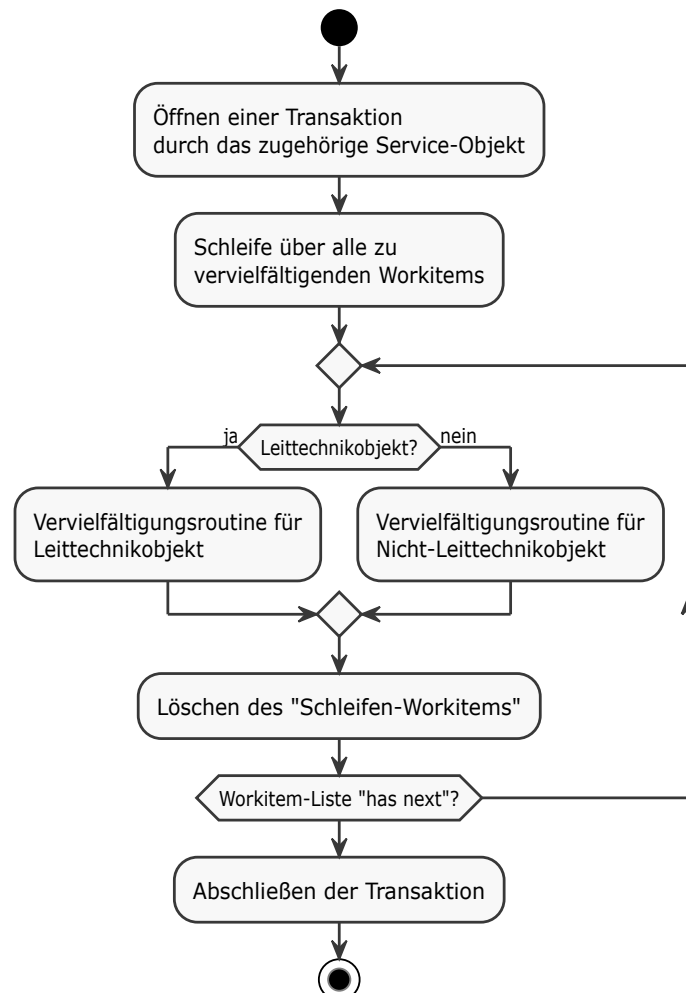 Öffnen einer Transaktion
durch das zugehörige Service-Objekt
Schleife über alle zu
vervielfältigenden Workitems
ja
Leittechnikobjekt?
nein
Vervielfältigungsroutine für
Leittechnikobjekt
Vervielfältigungsroutine für
Nicht-Leittechnikobjekt
Löschen des "Schleifen-Workitems"
Workitem-Liste "has next"?
Abschließen der Transaktion